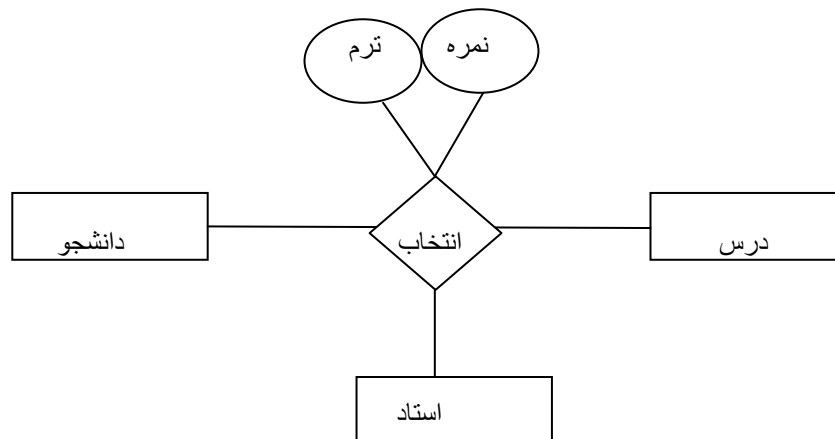 نمره
ترم
درس
انتخاب
دانشجو
استاد